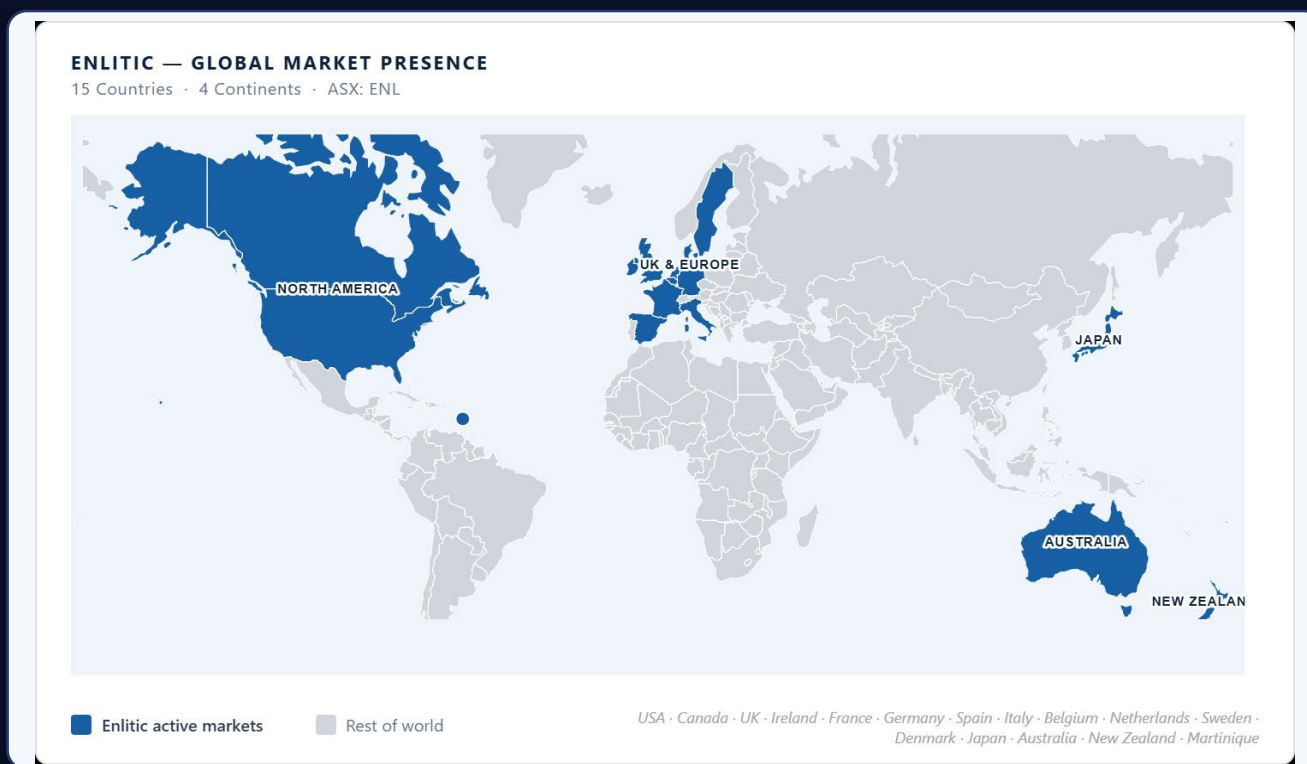 ENLITIC — GLOBAL MARKET PRESENCE
15 Countries · 4 Continents · ASX: ENL
UK & EUROPE
NORTH AMERICA
JAPAN
AUSTRALIA
NEW ZEALAN
Enlitic active markets
Rest of world
USA · Canada · UK · Ireland · France · Germany · Spain · Italy · Belgium · Netherlands · Sweden ·
Denmark · Japan · Australia · New Zealand · Martinique